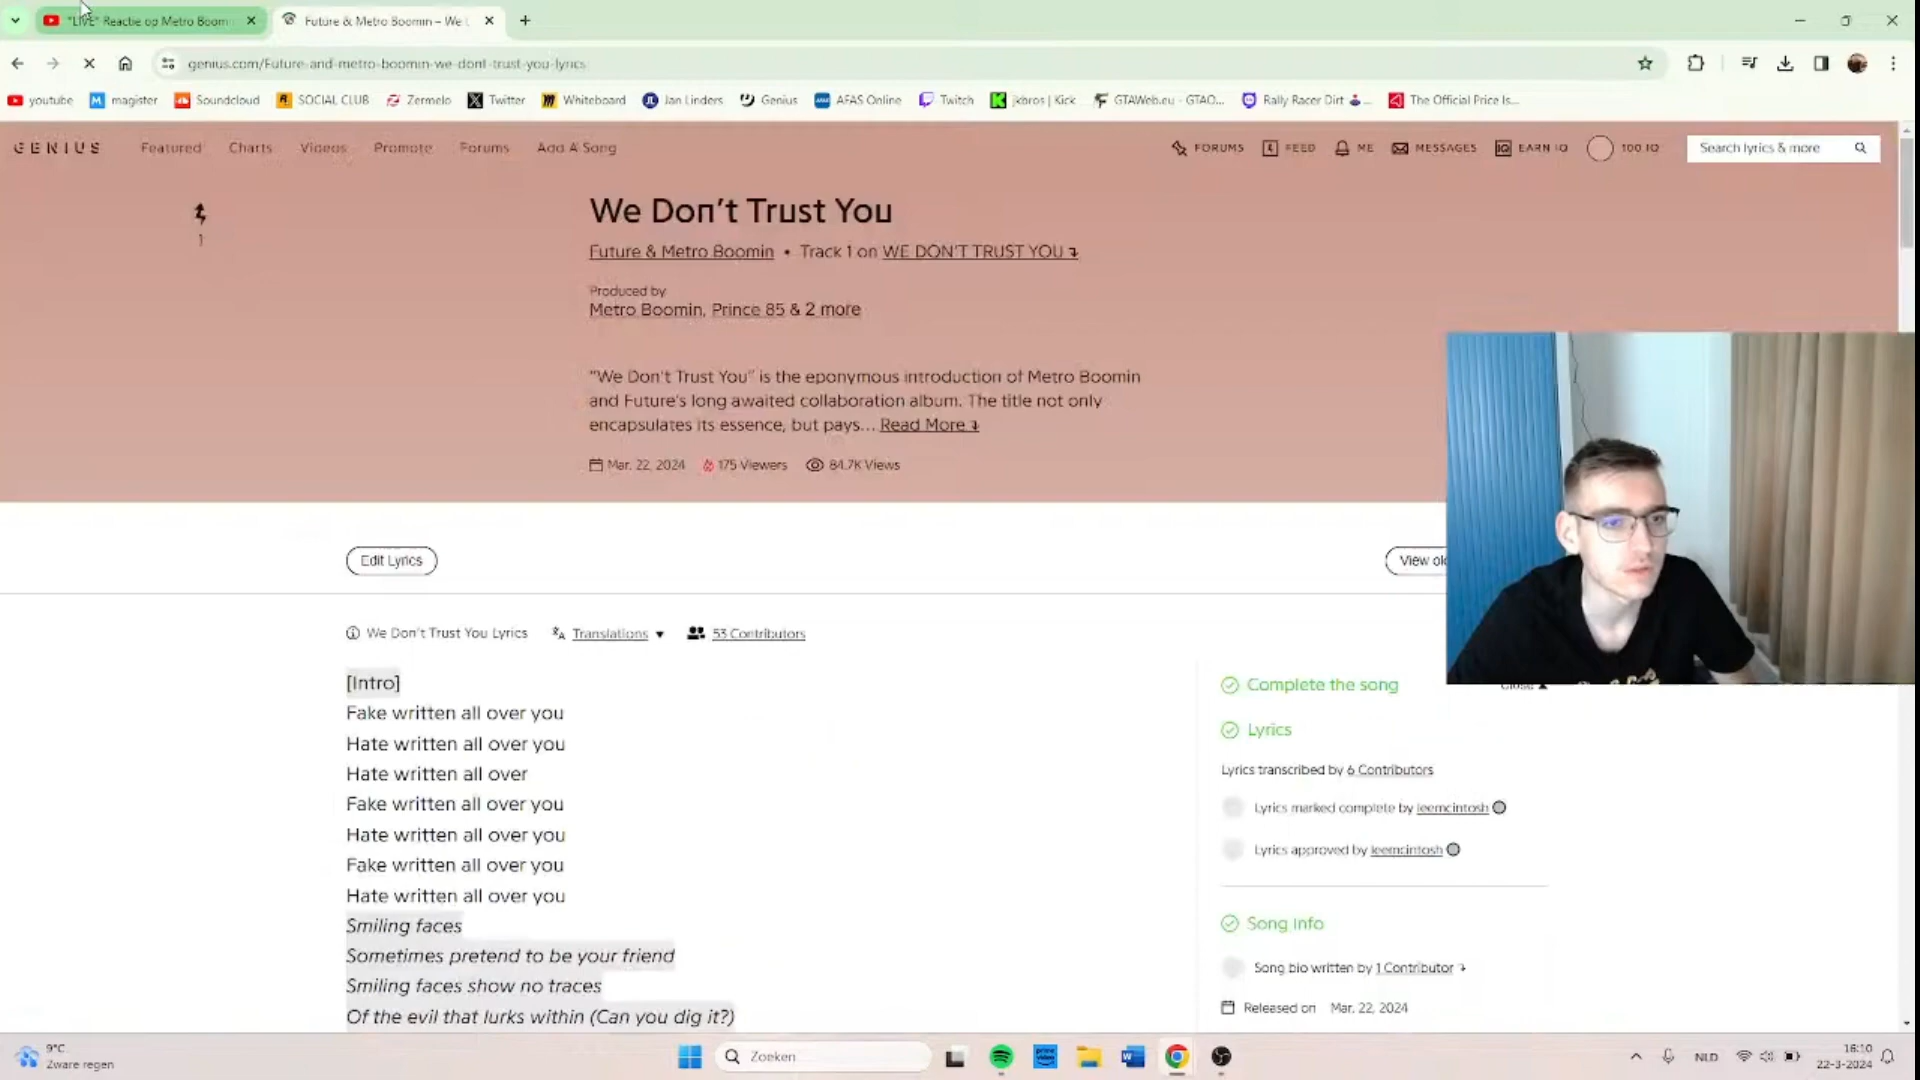 "LIVE" Reactie op Metro Boom
Future & Metro Boomin – We
genius.com/Future-and-metro-boomin-we-dont-trust-you-lyrics
youtube magister Soundcloud SOCIAL CLUB Zermelo Twitter Whiteboard Jan Linders Genius AFAS Online Twitch jkbros | Kick GTAWeb.eu - GTAO... Rally Racer Dirt The Official Price Is...
GENIUS Featured Charts Videos Promote Forums Add A Song FORUMS FEED ME MESSAGES EARN IQ 100 IQ Search lyrics & more
1
We Don't Trust You
Future & Metro Boomin • Track 1 on WE DON'T TRUST YOU
Produced by
Metro Boomin, Prince 85 & 2 more
"We Don't Trust You" is the eponymous introduction of Metro Boomin
and Future's long awaited collaboration album. The title not only
encapsulates its essence, but pays... Read More
Mar. 22, 2024 175 Viewers 84.7K Views
Edit Lyrics
View old
We Don't Trust You Lyrics Translations 53 Contributors
[Intro]
Fake written all over you
Hate written all over you
Hate written all over
Fake written all over you
Hate written all over you
Fake written all over you
Hate written all over you
Smiling faces
Sometimes pretend to be your friend
Smiling faces show no traces
Of the evil that lurks within (Can you dig it?)
Complete the song
Close
Lyrics
Lyrics transcribed by 6 Contributors
Lyrics marked complete by leemcintosh
Lyrics approved by leemcintosh
Song Info
Song bio written by 1 Contributor
Released on Mar. 22, 2024
9°C
Zware regen
Zoeken
prime video
NLD
16:10
22-3-2024